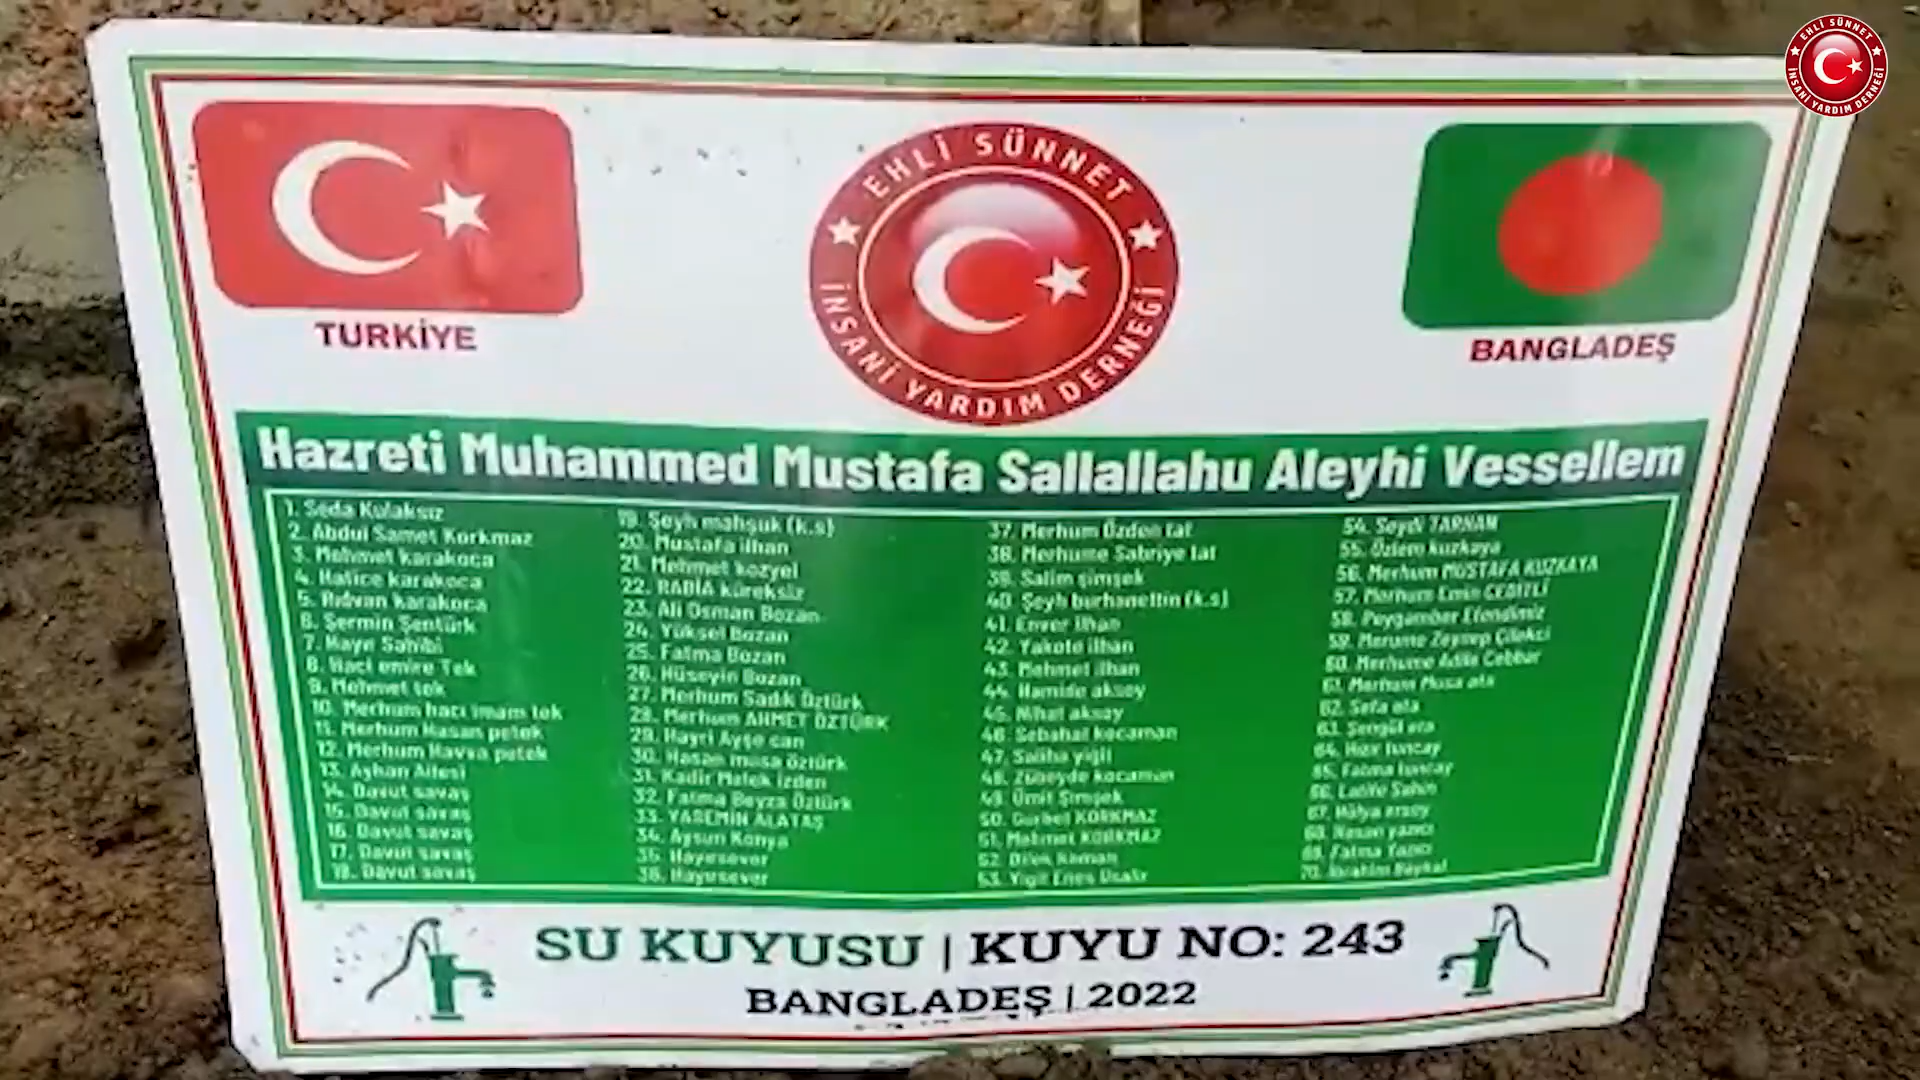 EHLİ SÜNNET
İNSANİ YARDIM DERNEĞİ
EHLİ SÜNNET
İNSANİ YARDIM DERNEĞİ
TURKİYE
BANGLADEŞ
Hazreti Muhammed Mustafa Sallallahu Aleyhi Vessellem
1. Seda Kulaksız
2. Abdul Samet Korkmaz
3. Mehmet karakoca
4. Hatice karakoca
5. Rıdvan karakoca
6. Şermin Şentürk
7. Hayır Sahibi
8. Hacı emire Tek
9. Mehmet tek
10. Merhum hacı imam tek
11. Merhum Hasan petek
12. Merhum Havva petek
13. Ayhan Ailesi
14. Davut savaş
15. Davut savaş
16. Davut savaş
17. Davut savaş
18. Davut savaş
19. Şeyh mahşuk (k.s)
20. Mustafa ilhan
21. Mehmet kozyel
22. RABİA küreksiz
23. Ali Osman Bozan
24. Yüksel Bozan
25. Fatma Bozan
26. Hüseyin Bozan
27. Merhum Sadık Öztürk
28. Merhum AHMET ÖZTÜRK
29. Hayri Ayşe can
30. Hasan musa öztürk
31. Kadir Melek izden
32. Fatma Beyza Öztürk
33. YASEMİN ALATAŞ
34. Aysun Konya
35. Hayırsever
36. Hayırsever
37. Merhum Özden tat
38. Merhume Sabriye tat
39. Salim şimşek
40. Şeyh burhanettin (k.s)
41. Enver ilhan
42. Yakote ilhan
43. Mehmet ilhan
44. Hamide aksoy
45. Nihat aksoy
46. Sebahat kocaman
47. Saliha yiğit
48. Zübeyde kocaman
49. Ümit Şimşek
50. Gurbet KORKMAZ
51. Mehmet KORKMAZ
52. Dilek
53. Yigit Enes
54. Seydi TARHAN
55. Özlem kuzkaya
56. Merhum MUSTAFA KUZKAYA
57. Merhum Emin
58. Peygamber Efendimiz
59. Merume Zeynep Çilekci
60. Merhume Adile Cebbar
61. Merhum Musa ata
62. Sefa ata
63. Şengül ata
64. Hızır tuncay
65. Fatma tuncay
66. Latife Sahin
67. Hülya ersoy
68. Hasan yazıcı
69. Fatma Yazıcı
70. İbrahim Baykal
SU KUYUSU | KUYU NO: 243
BANGLADEŞ | 2022